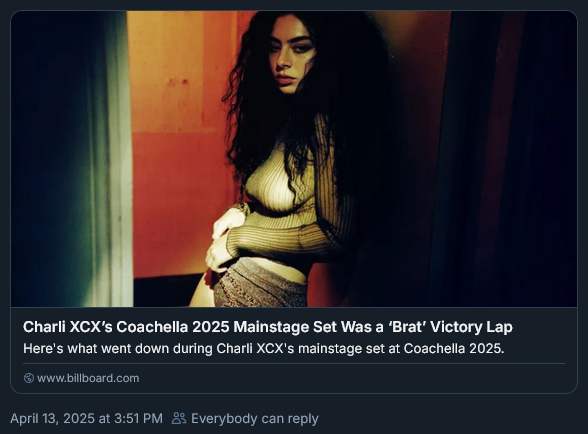 Charli XCX’s Coachella 2025 Mainstage Set Was a ‘Brat’ Victory Lap
Here's what went down during Charli XCX's mainstage set at Coachella 2025.
www.billboard.com
April 13, 2025 at 3:51 PM Everybody can reply